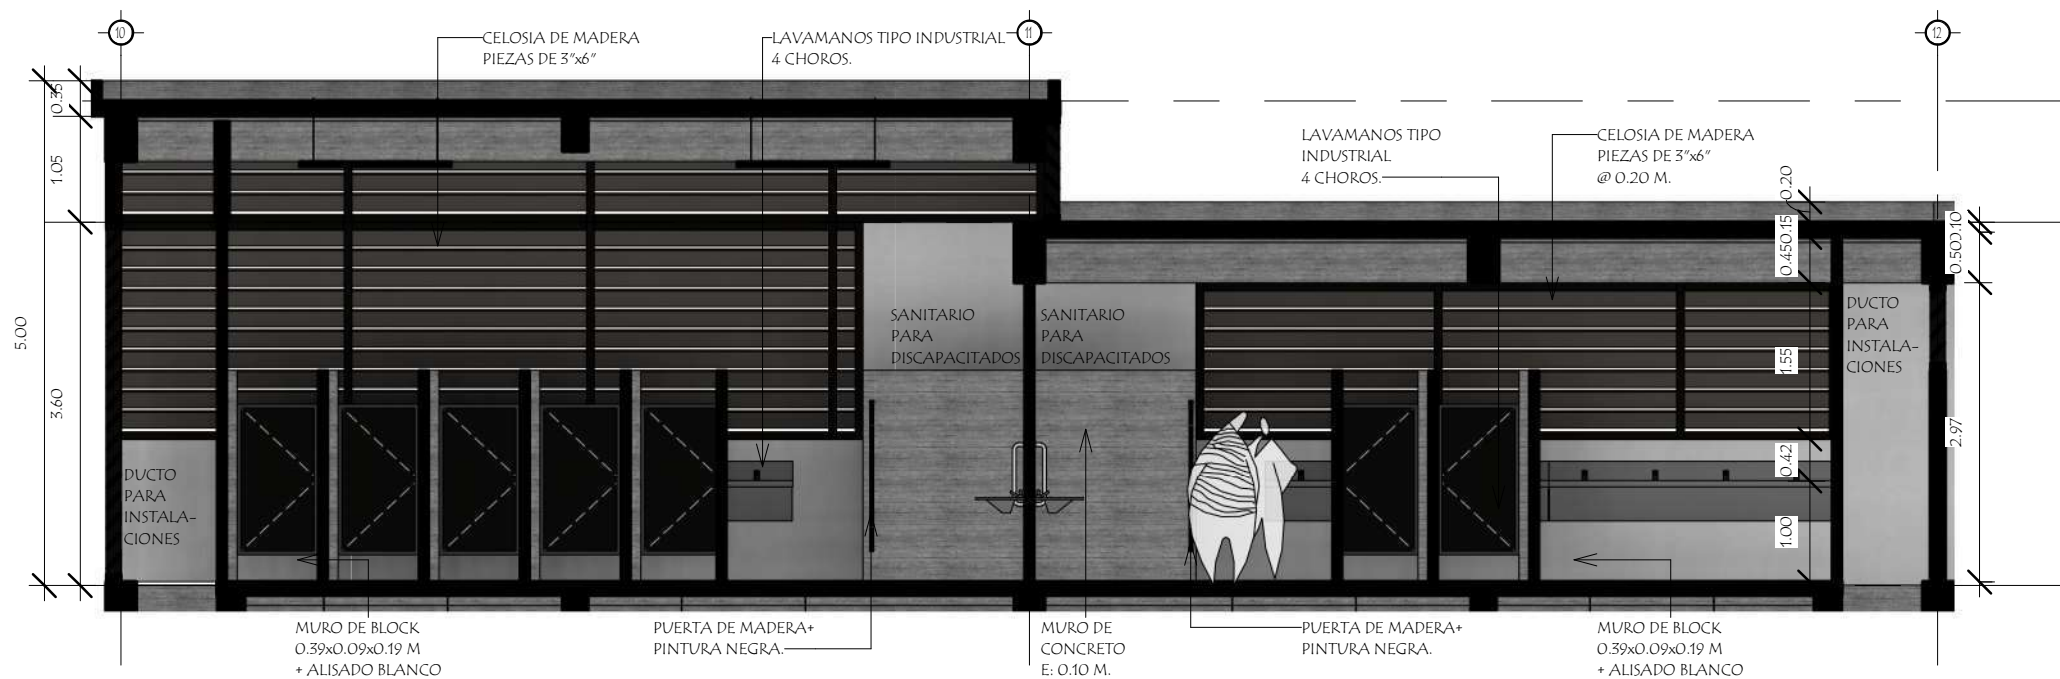 10
11
12
CELOSIA DE MADERA
PIEZAS DE 3"x6"
LAVAMANOS TIPO INDUSTRIAL
4 CHOROS.
LAVAMANOS TIPO
INDUSTRIAL
4 CHOROS.
CELOSIA DE MADERA
PIEZAS DE 3"x6"
@ 0.20 M.
0.35
1.05
5.00
3.60
0.20
0.15
0.45
1.55
0.42
1.00
0.10
0.50
2.97
SANITARIO
PARA
DISCAPACITADOS
SANITARIO
PARA
DISCAPACITADOS
DUCTO
PARA
INSTALA-
CIONES
DUCTO
PARA
INSTALA-
CIONES
MURO DE BLOCK
0.39x0.09x0.19 M
+ ALISADO BLANCO
PUERTA DE MADERA+
PINTURA NEGRA.
MURO DE
CONCRETO
E: 0.10 M.
PUERTA DE MADERA+
PINTURA NEGRA.
MURO DE BLOCK
0.39x0.09x0.19 M
+ ALISADO BLANCO